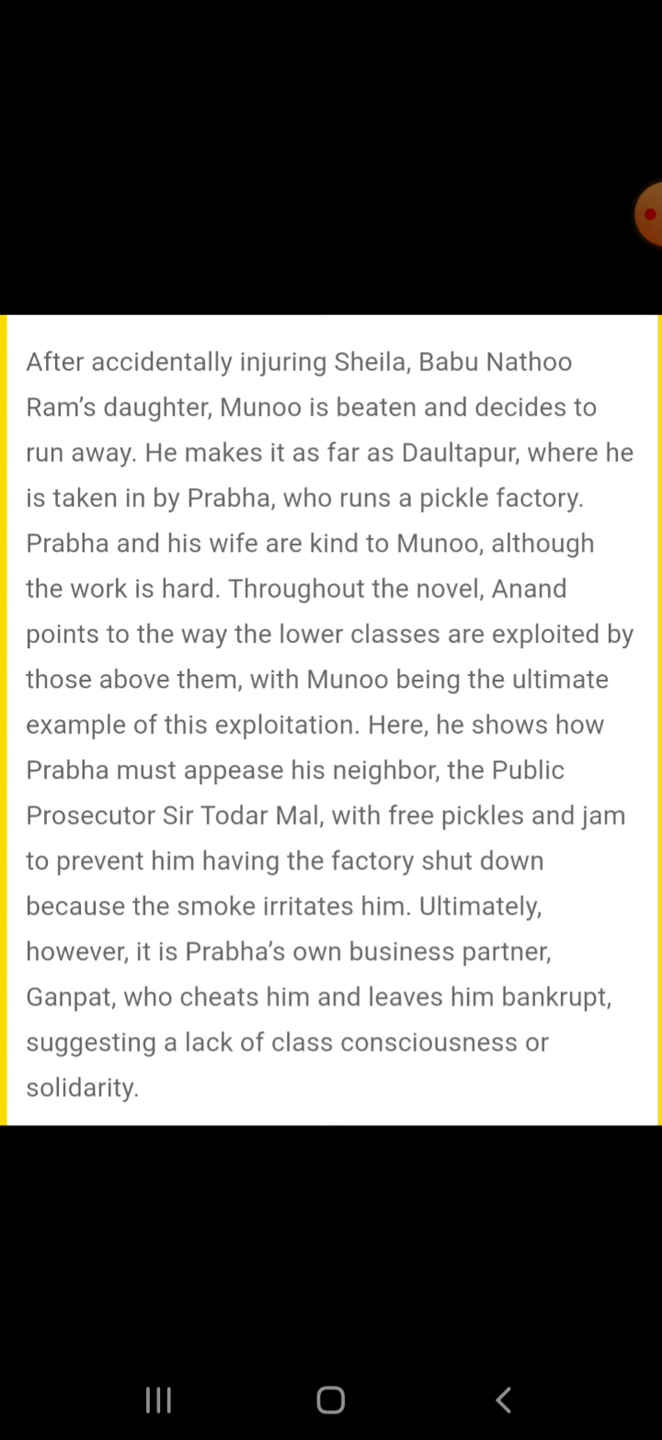 After accidentally injuring Sheila, Babu Nathoo
Ram’s daughter, Munoo is beaten and decides to
run away. He makes it as far as Daultapur, where he
is taken in by Prabha, who runs a pickle factory.
Prabha and his wife are kind to Munoo, although
the work is hard. Throughout the novel, Anand
points to the way the lower classes are exploited by
those above them, with Munoo being the ultimate
example of this exploitation. Here, he shows how
Prabha must appease his neighbor, the Public
Prosecutor Sir Todar Mal, with free pickles and jam
to prevent him having the factory shut down
because the smoke irritates him. Ultimately,
however, it is Prabha’s own business partner,
Ganpat, who cheats him and leaves him bankrupt,
suggesting a lack of class consciousness or
solidarity.